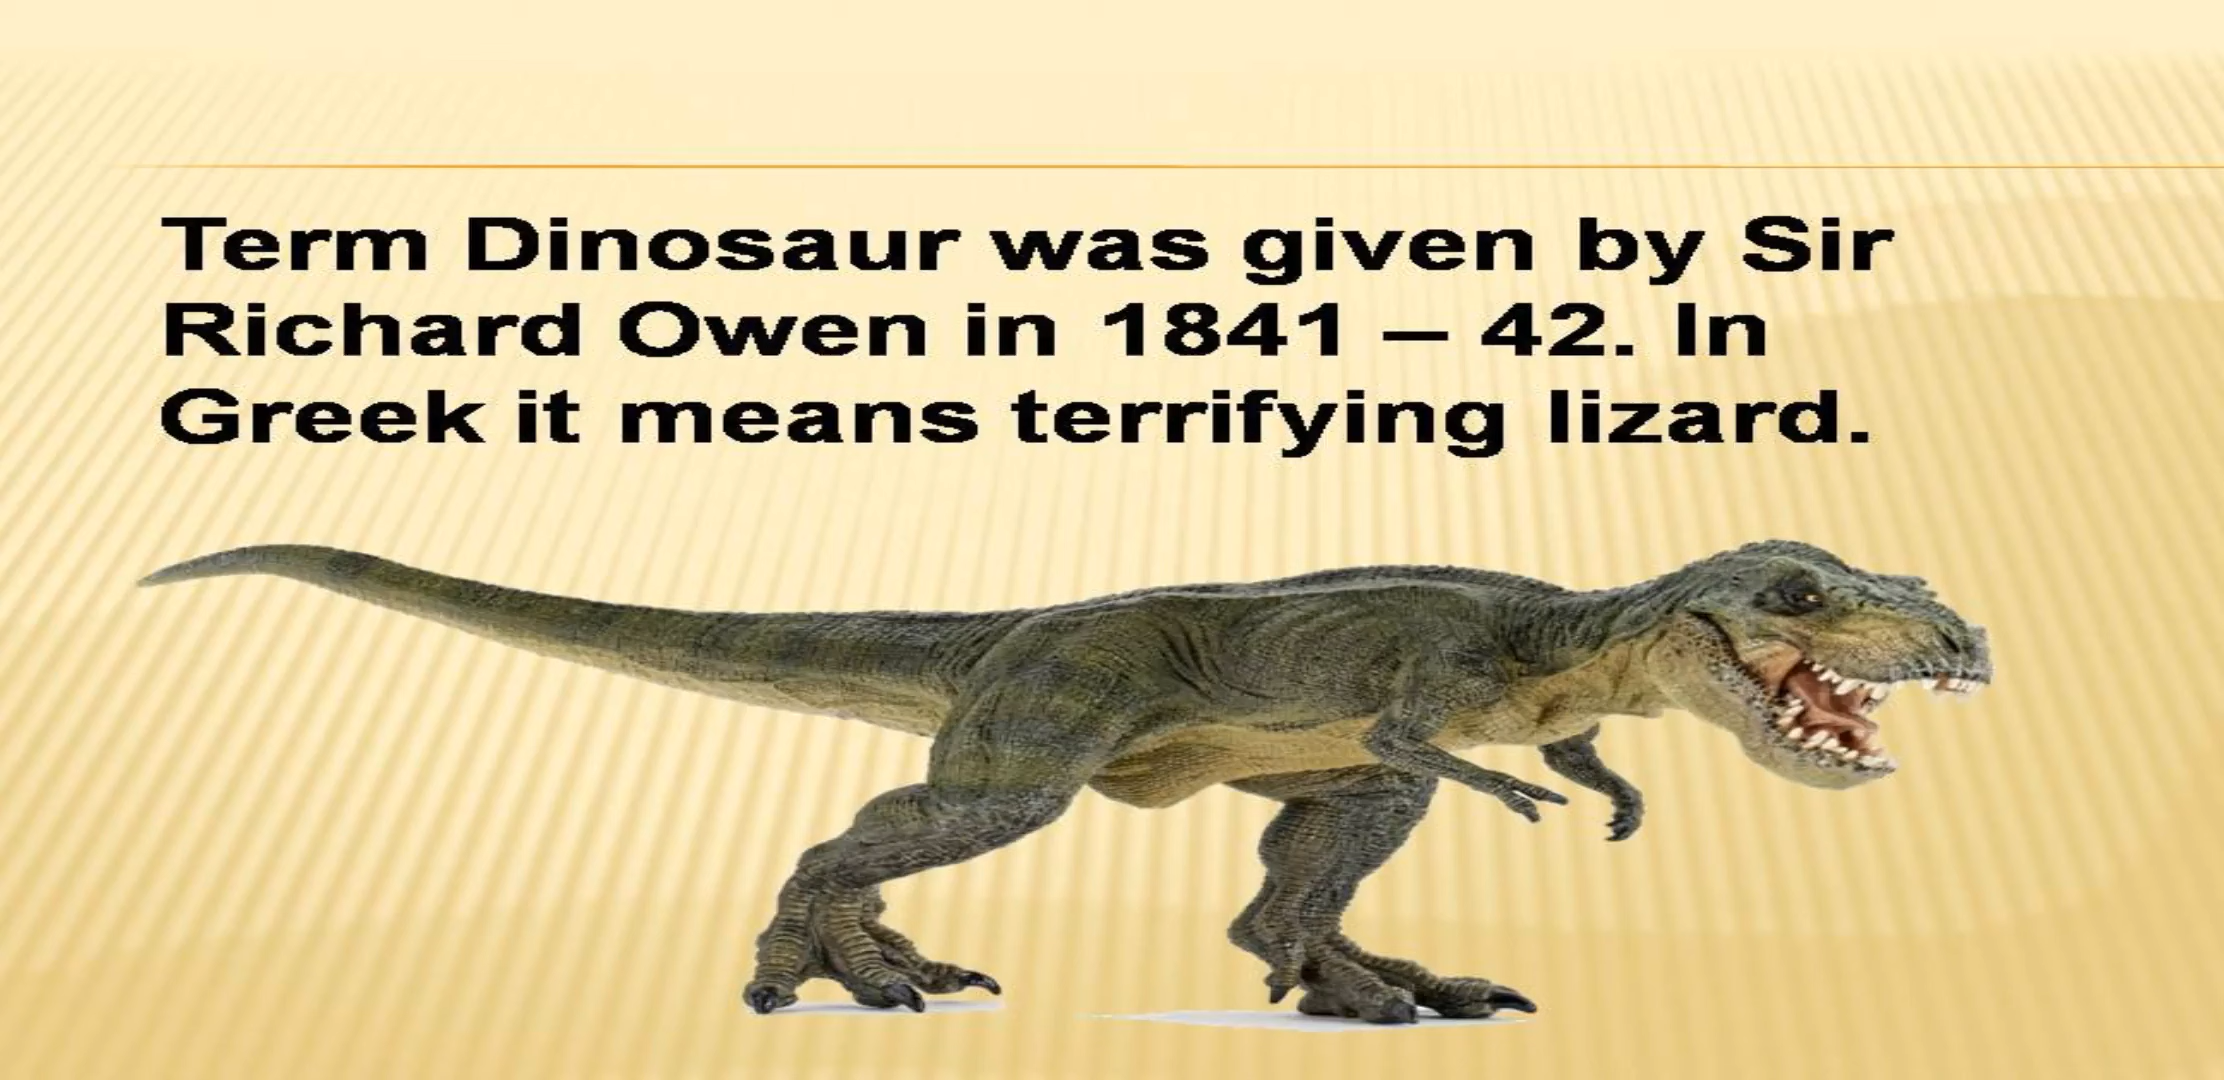 Term Dinosaur was given by Sir
Richard Owen in 1841 – 42. In
Greek it means terrifying lizard.